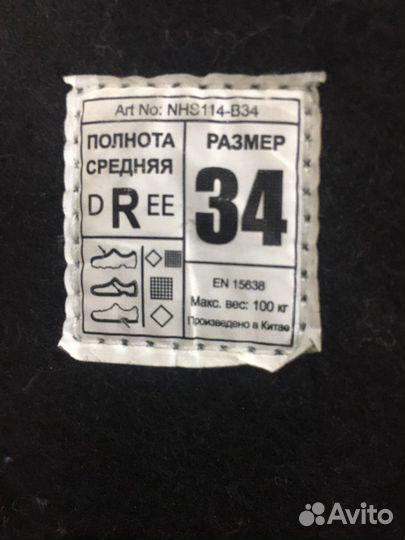 Art No: NHS114-B34
ПОЛНОТА
СРЕДНЯЯ
D R EE
РАЗМЕР
34
EN 15638
Макс. вес: 100 кг
Произведено в Китае
Avito